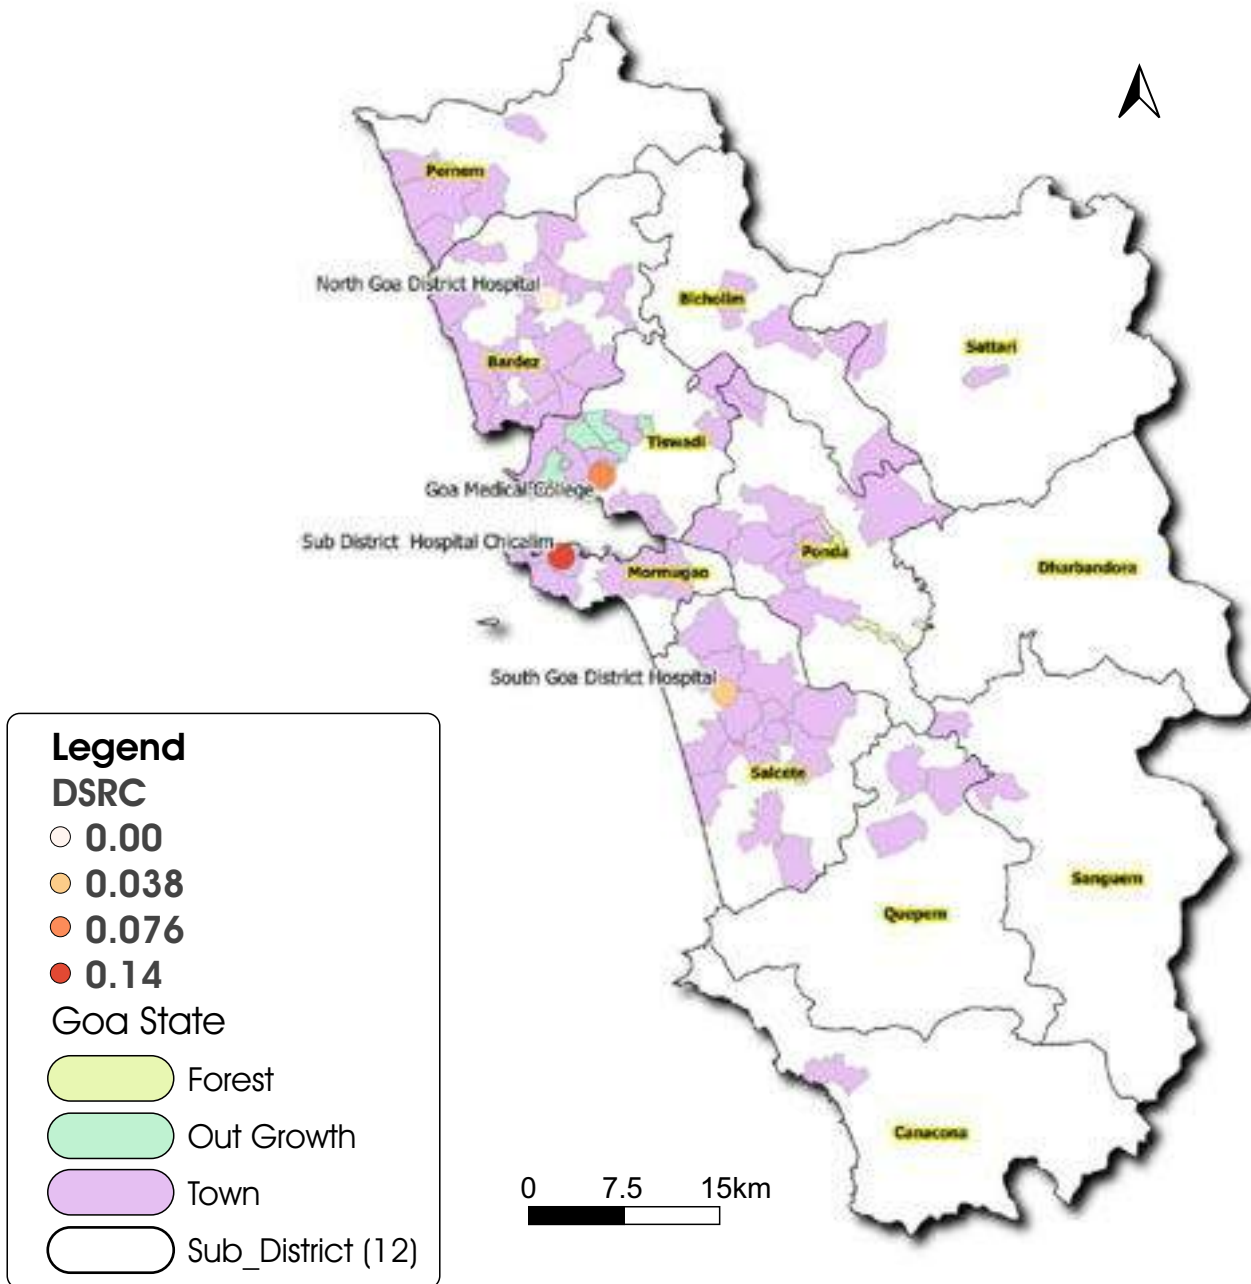 Pernem
North Goa District Hospital
Bicholim
Sattari
Bardez
Tiswadi
Goa Medical College
Sub District Hospital Chicalim
Ponda
Mormugao
Dharbandora
South Goa District Hospital
Salcete
Sanguem
Quepem
Canacona
Legend
DSRC
0.00
0.038
0.076
0.14
Goa State
Forest
Out Growth
Town
Sub_District (12)
0 7.5 15km